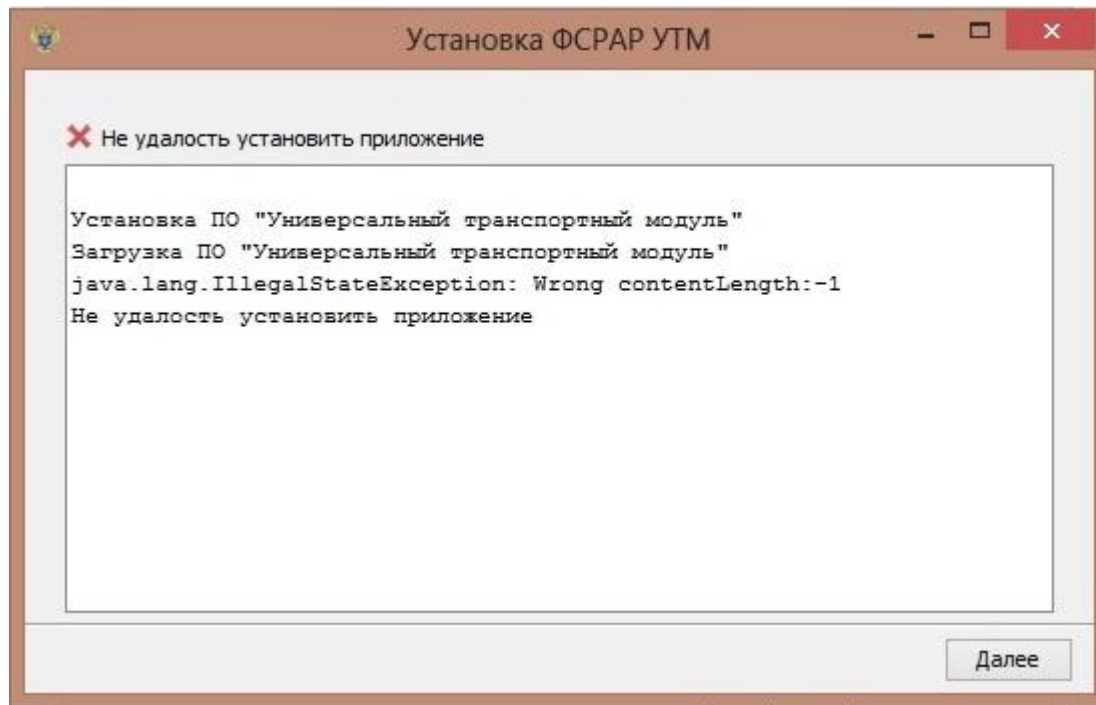 Установка ФСРАР УТМ
Не удалость установить приложение
Установка ПО "Универсальный транспортный модуль"
Загрузка ПО "Универсальный транспортный модуль"
java.lang.IllegalStateException: Wrong contentLength:-1
Не удалость установить приложение
Далее